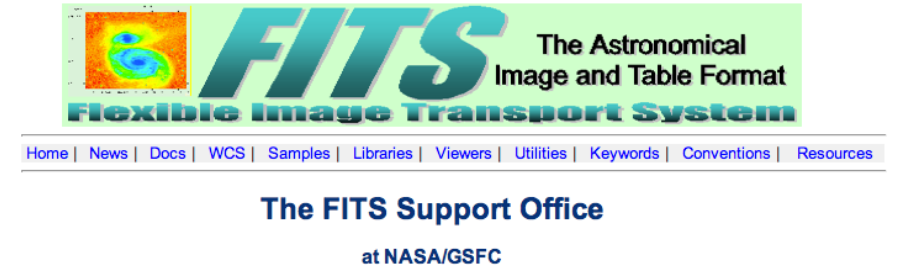 FITS
The Astronomical
Image and Table Format
Flexible Image Transport System
Home | News | Docs | WCS | Samples | Libraries | Viewers | Utilities | Keywords | Conventions | Resources
The FITS Support Office
at NASA/GSFC